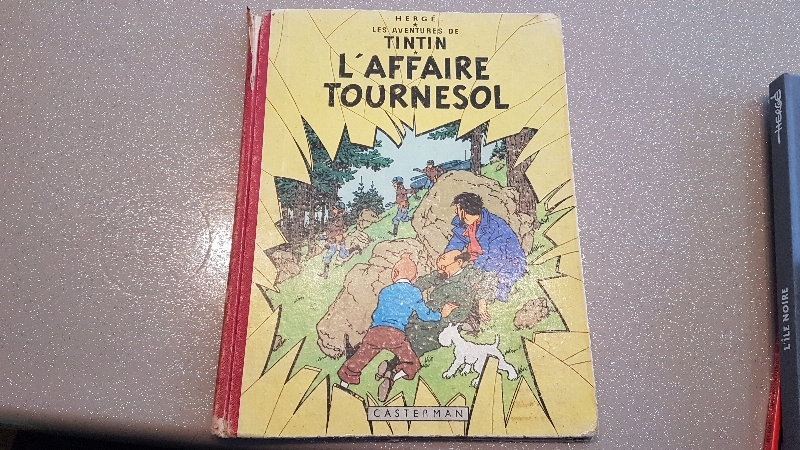 HERGÉ
LES AVENTURES DE
TINTIN
L'AFFAIRE
TOURNESOL
CASTERMAN
HERGÉ
L'ÎLE NOIRE